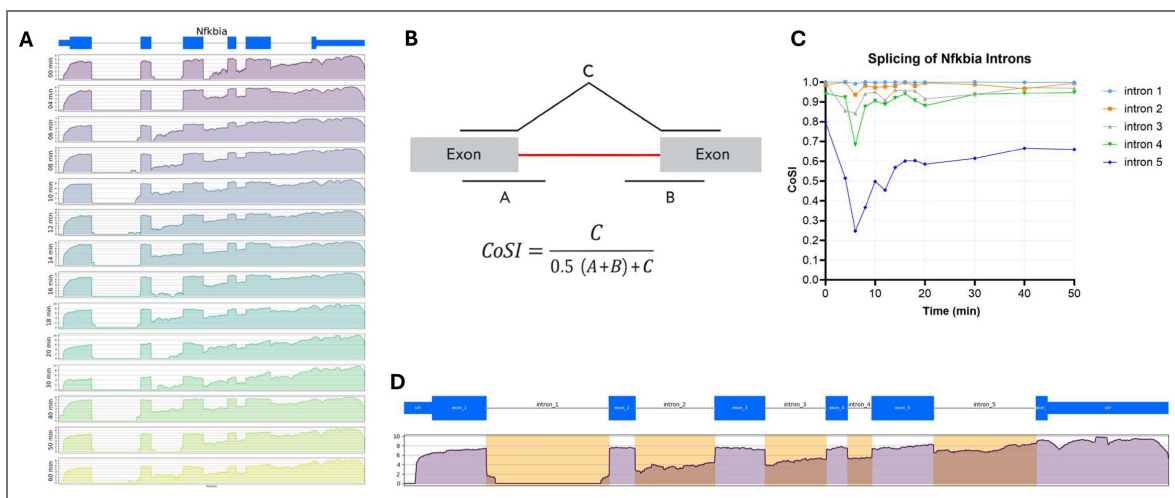 A
Nfkbia
00 min
04 min
06 min
08 min
10 min
12 min
14 min
16 min
18 min
20 min
30 min
40 min
50 min
60 min
B
C
Exon
Exon
A
B
CoSI = C / 0.5 (A+B)+C
C
Splicing of Nfkbia Introns
CoSI
1.0
0.9
0.8
0.7
0.6
0.5
0.4
0.3
0.2
0.1
0.0
0 10 20 30 40 50
Time (min)
intron 1
intron 2
intron 3
intron 4
intron 5
D
utr exon_1 intron_1 exon_2 intron_2 exon_3 intron_3 exon_4 intron_4 exon_5 intron_5 exon_ utr
10
8
6
4
2
0